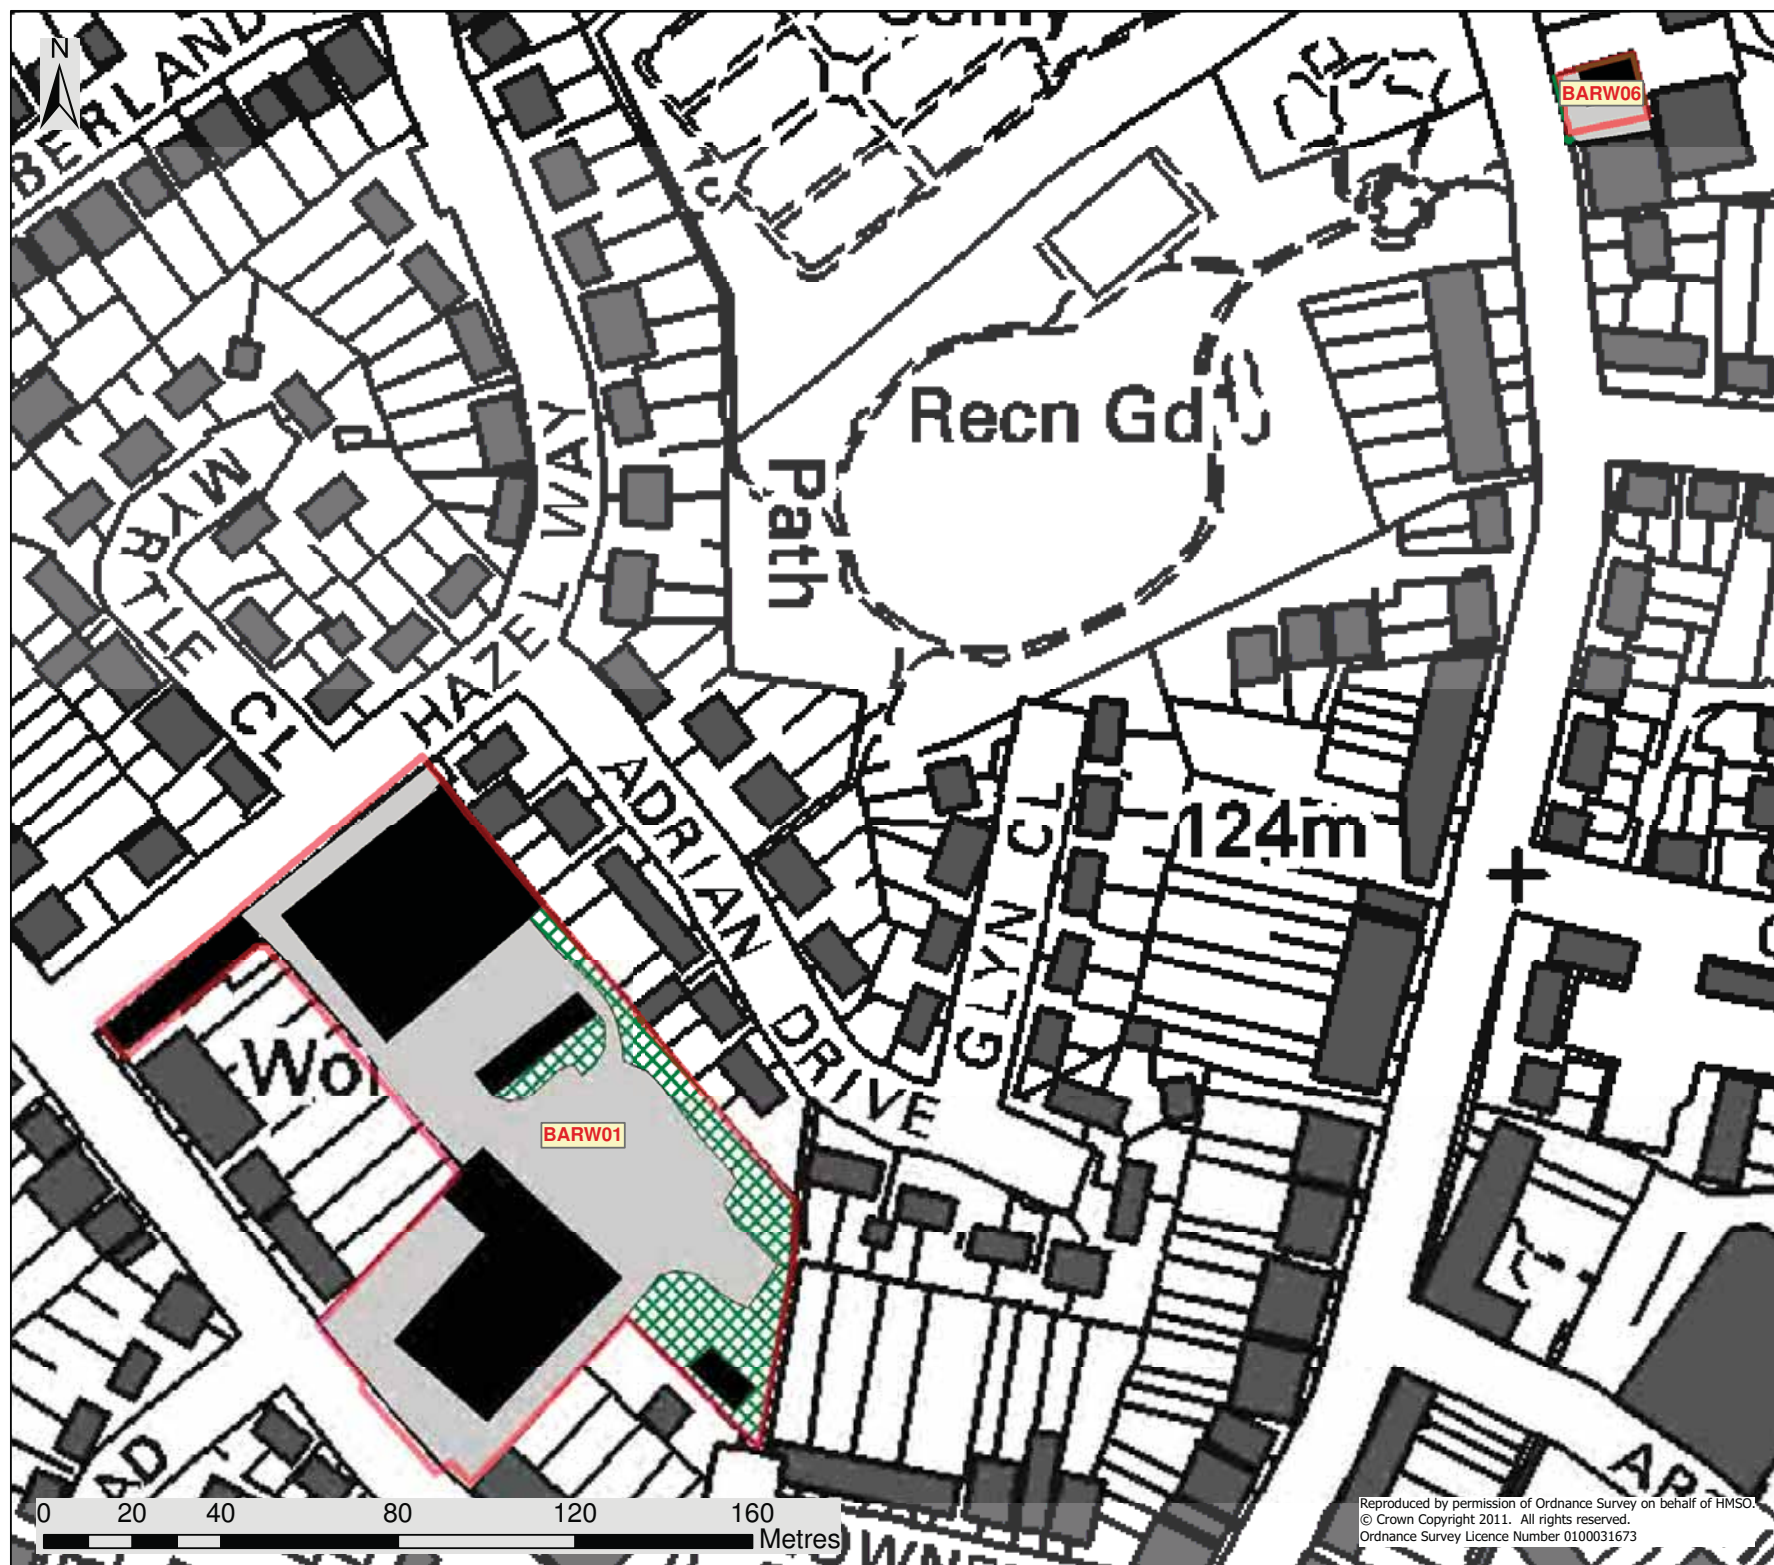 N
BERLAND
BARW06
Recn Gd
Path
HAZEL WAY
MYRTLE CL
ADRIAN DRIVE
GLYN CL
124m
BARW01
0 20 40 80 120 160
Metres
Reproduced by permission of Ordnance Survey on behalf of HMSO.
© Crown Copyright 2011. All rights reserved.
Ordnance Survey Licence Number 0100031673